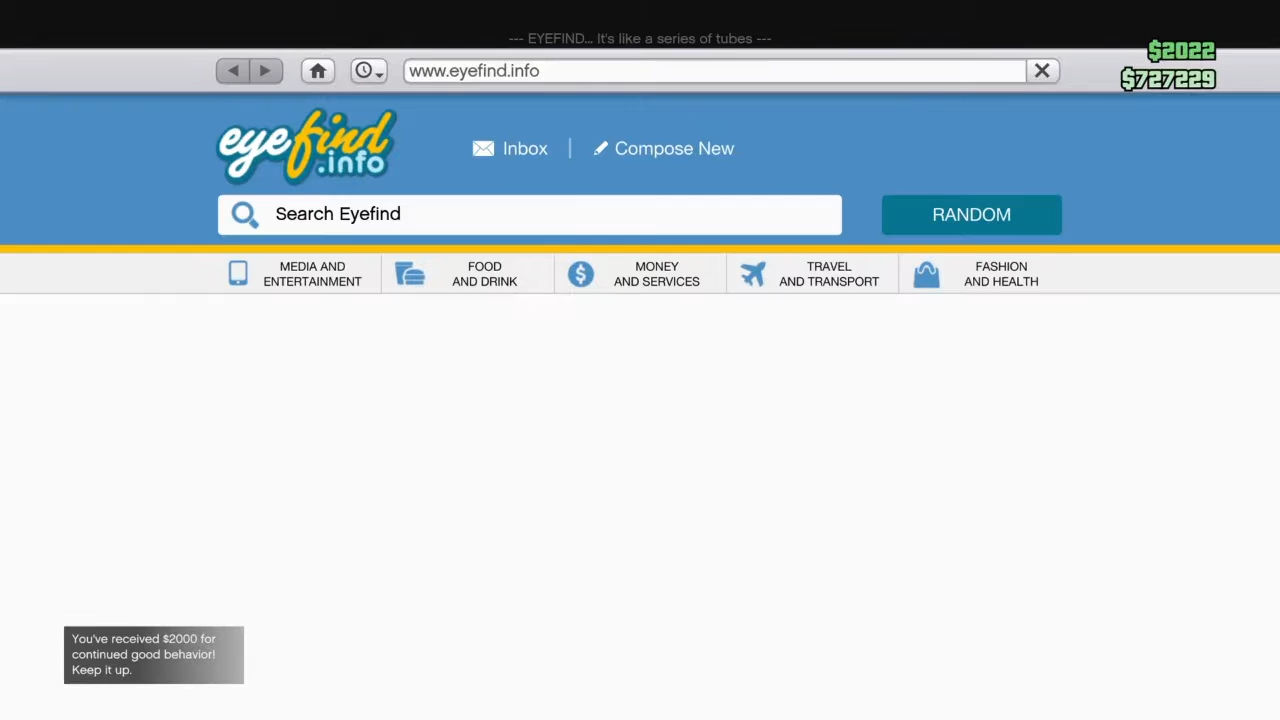 --- EYEFIND... It's like a series of tubes ---
$2022
www.eyefind.info
$727229
eyefind
.info
Inbox
Compose New
Search Eyefind
RANDOM
MEDIA AND
ENTERTAINMENT
FOOD
AND DRINK
MONEY
AND SERVICES
TRAVEL
AND TRANSPORT
FASHION
AND HEALTH
You've received $2000 for
continued good behavior!
Keep it up.